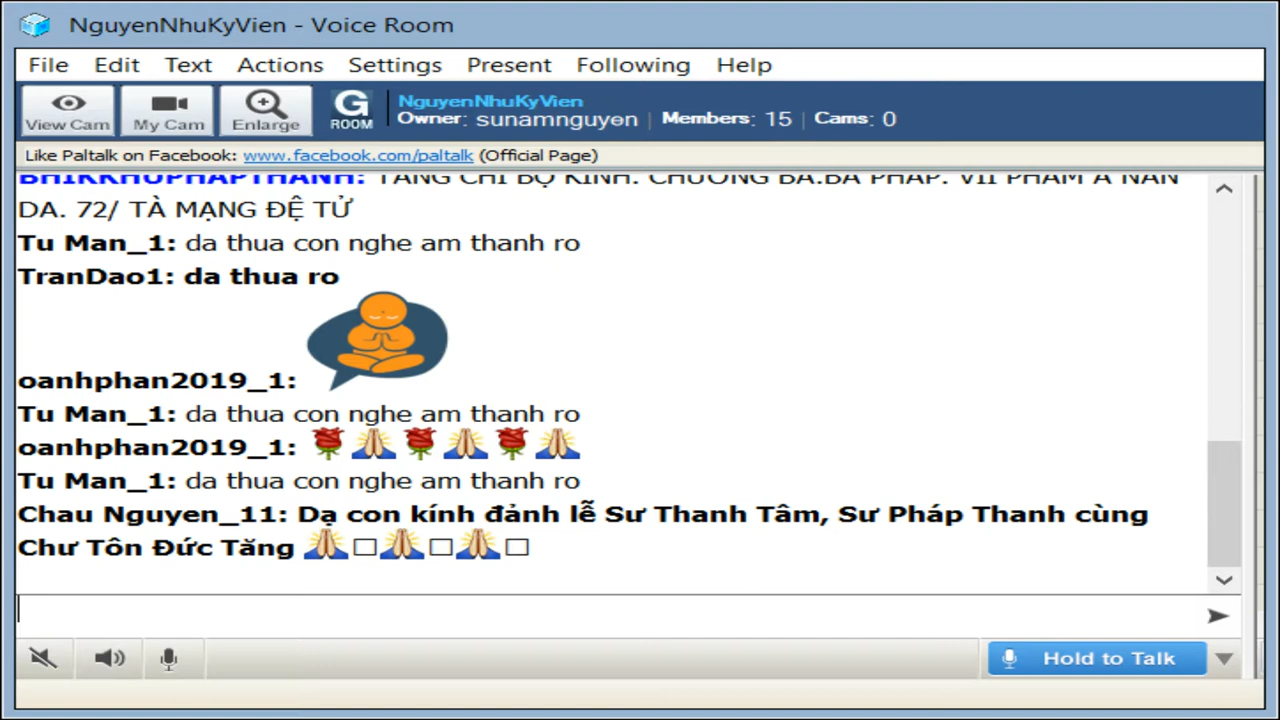 NguyenNhuKyVien - Voice Room
File Edit Text Actions Settings Present Following Help
View Cam My Cam Enlarge G ROOM
NguyenNhuKyVien
Owner: sunamnguyen | Members: 15 | Cams: 0
Like Paltalk on Facebook: www.facebook.com/paltalk (Official Page)
BHIKKHUPHAPTHANH: TĂNG CHI BỘ KINH. CHƯƠNG BA.BA PHÁP. VII PHẨM A NAN
DA. 72/ TÀ MẠNG ĐỆ TỬ
Tu Man_1: da thua con nghe am thanh ro
TranDao1: da thua ro
oanhphan2019_1:
Tu Man_1: da thua con nghe am thanh ro
oanhphan2019_1: 🌹🙏🌹🙏🌹🙏
Tu Man_1: da thua con nghe am thanh ro
Chau Nguyen_11: Dạ con kính đảnh lễ Sư Thanh Tâm, Sư Pháp Thanh cùng
Chư Tôn Đức Tăng 🙏□🙏□🙏□
Hold to Talk